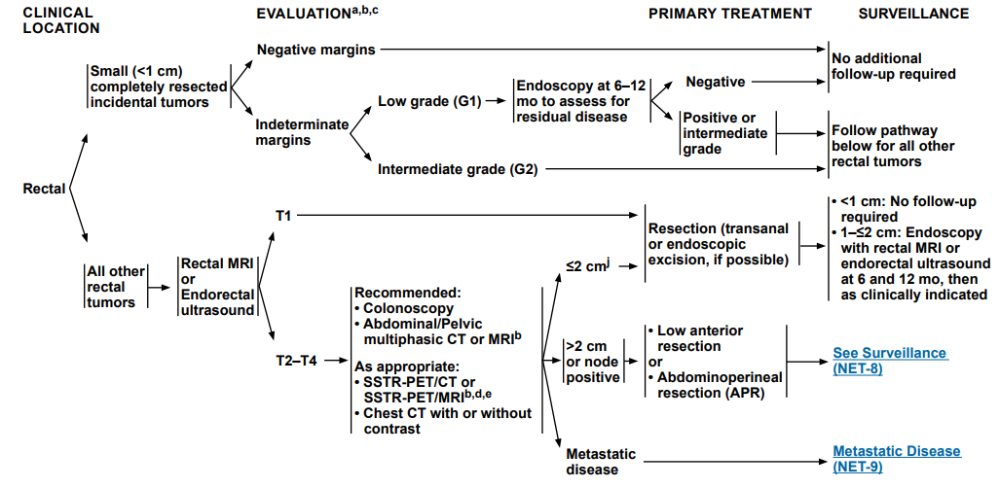 CLINICAL
LOCATION
EVALUATIONa,b,c
PRIMARY TREATMENT
SURVEILLANCE
Rectal
Small (<1 cm)
completely resected
incidental tumors
Negative margins
No additional
follow-up required
Indeterminate
margins
Low grade (G1)
Endoscopy at 6–12
mo to assess for
residual disease
Negative
Positive or
intermediate
grade
Follow pathway
below for all other
rectal tumors
Intermediate grade (G2)
All other
rectal
tumors
Rectal MRI
or
Endorectal
ultrasound
T1
Resection (transanal
or endoscopic
excision, if possible)
• <1 cm: No follow-up
required
• 1–≤2 cm: Endoscopy
with rectal MRI or
endorectal ultrasound
at 6 and 12 mo, then
as clinically indicated
T2–T4
Recommended:
• Colonoscopy
• Abdominal/Pelvic
multiphasic CT or MRIb
As appropriate:
• SSTR-PET/CT or
SSTR-PET/MRIb,d,e
• Chest CT with or without
contrast
≤2 cmj
>2 cm
or node
positive
• Low anterior
resection
or
• Abdominoperineal
resection (APR)
See Surveillance
(NET-8)
Metastatic
disease
Metastatic Disease
(NET-9)